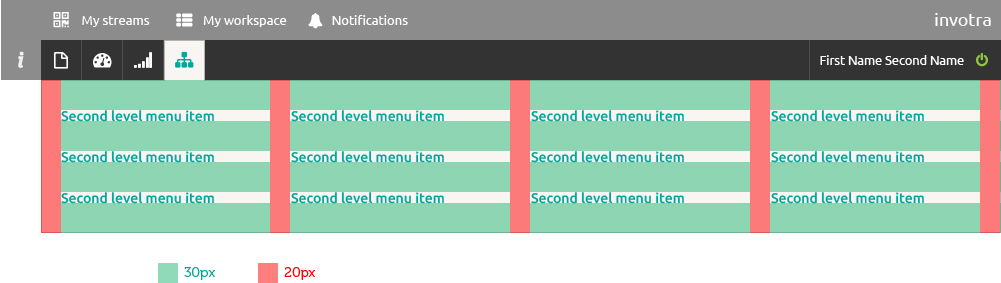 My streams My workspace Notifications invotra
i First Name Second Name
Second level menu item Second level menu item Second level menu item Second level menu item
Second level menu item Second level menu item Second level menu item Second level menu item
Second level menu item Second level menu item Second level menu item Second level menu item
30px 20px